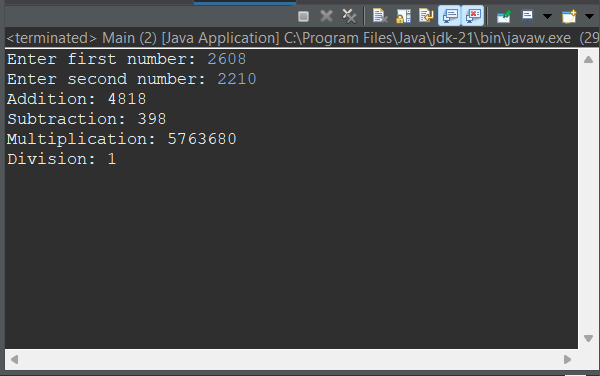 <terminated> Main (2) [Java Application] C:\Program Files\Java\jdk-21\bin\javaw.exe (29
Enter first number: 2608
Enter second number: 2210
Addition: 4818
Subtraction: 398
Multiplication: 5763680
Division: 1